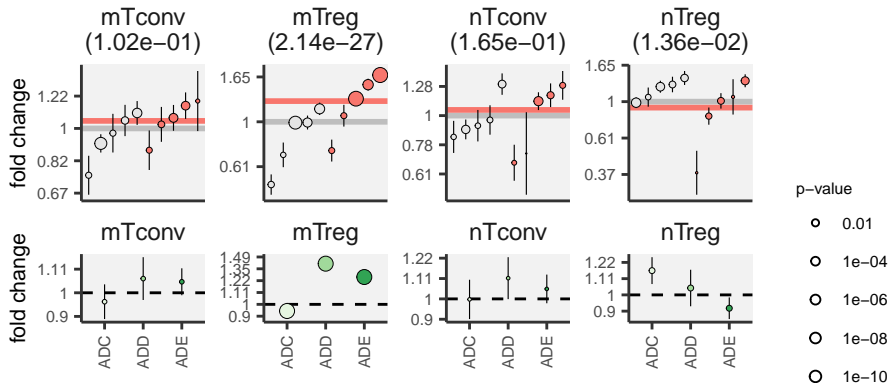 mTconv
(1.02e−01)
mTreg
(2.14e−27)
nTconv
(1.65e−01)
nTreg
(1.36e−02)
fold change
1.22
1
0.82
0.67
1.65
1
0.61
1.28
1
0.78
0.61
1.65
1
0.61
0.37
mTconv
mTreg
nTconv
nTreg
fold change
1.11
1
0.9
1.49
1.35
1.22
1.11
1
0.9
1.22
1.11
1
0.9
1.22
1.11
1
0.9
ADC
ADD
ADE
ADC
ADD
ADE
ADC
ADD
ADE
ADC
ADD
ADE
p−value
0.01
1e−04
1e−06
1e−08
1e−10